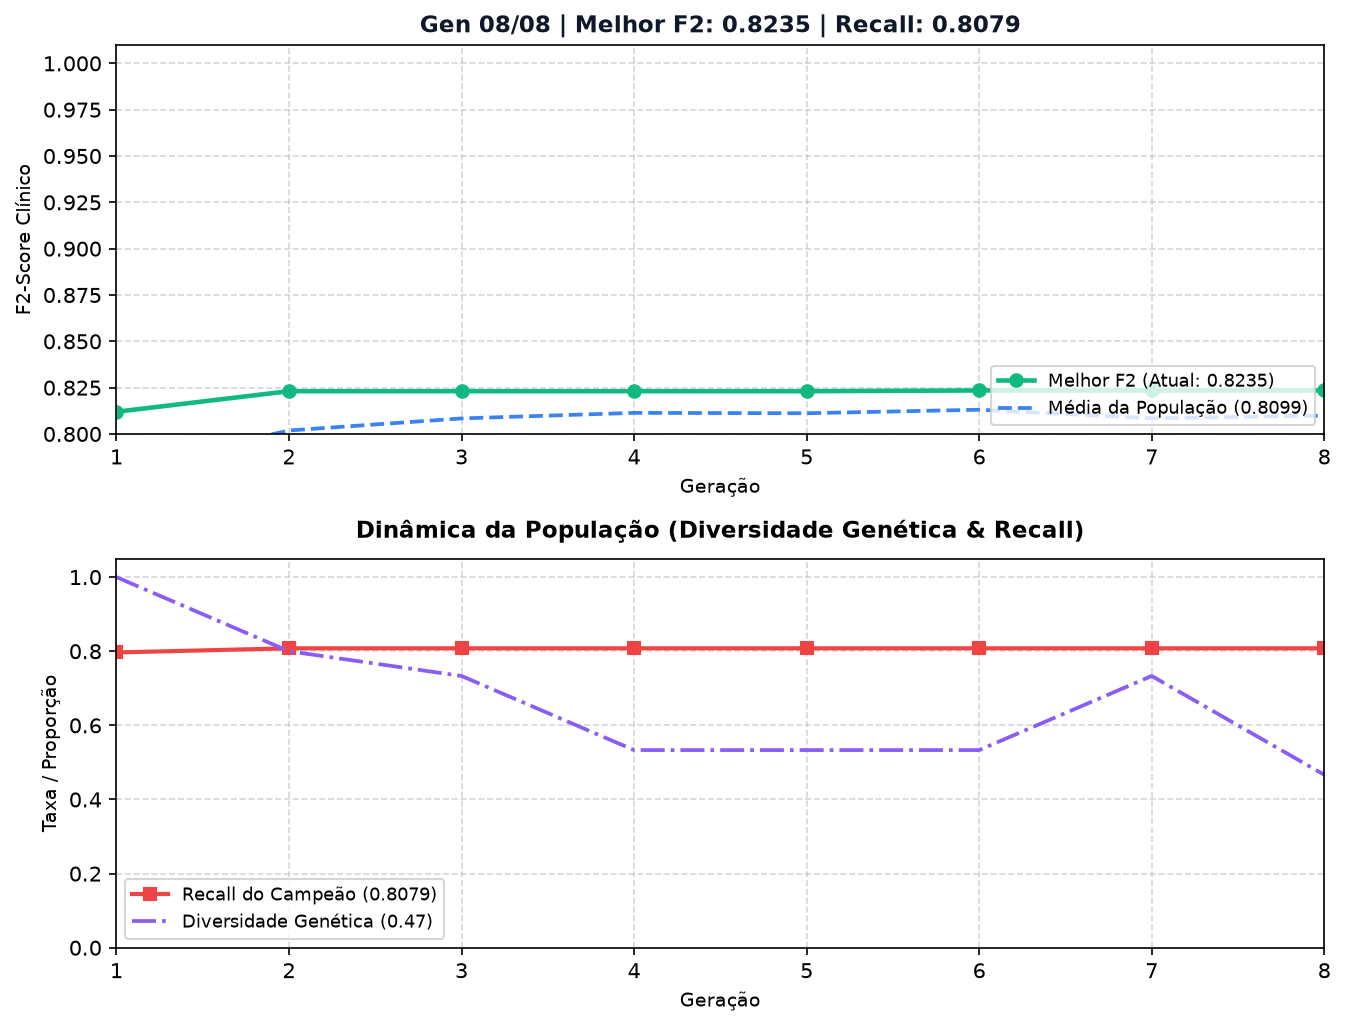 Gen 08/08 | Melhor F2: 0.8235 | Recall: 0.8079
F2-Score Clínico
1.000
0.975
0.950
0.925
0.900
0.875
0.850
0.825
0.800
Melhor F2 (Atual: 0.8235)
Média da População (0.8099)
1 2 3 4 5 6 7 8
Geração
Dinâmica da População (Diversidade Genética & Recall)
Taxa / Proporção
1.0
0.8
0.6
0.4
0.2
0.0
Recall do Campeão (0.8079)
Diversidade Genética (0.47)
1 2 3 4 5 6 7 8
Geração